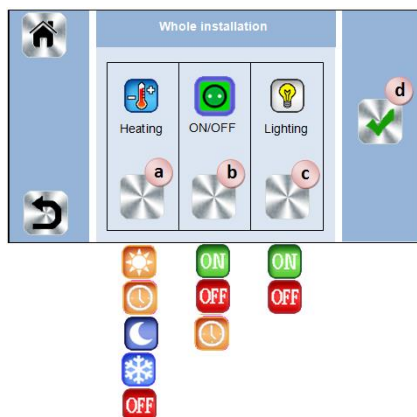 Whole installation
d
Heating ON/OFF Lighting
a b c
ON ON
OFF OFF
OFF